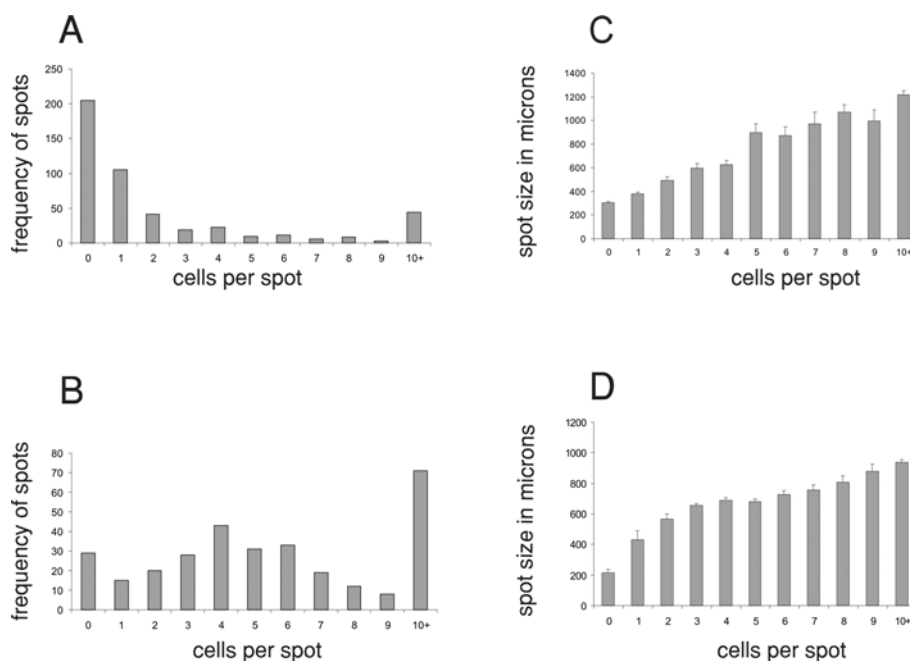 A
frequency of spots
250
200
150
100
50
0
0 1 2 3 4 5 6 7 8 9 10+
cells per spot
C
spot size in microns
1400
1200
1000
800
600
400
200
0
0 1 2 3 4 5 6 7 8 9 10+
cells per spot
B
frequency of spots
80
70
60
50
40
30
20
10
0
0 1 2 3 4 5 6 7 8 9 10+
cells per spot
D
spot size in microns
1200
1000
800
600
400
200
0
0 1 2 3 4 5 6 7 8 9 10+
cells per spot